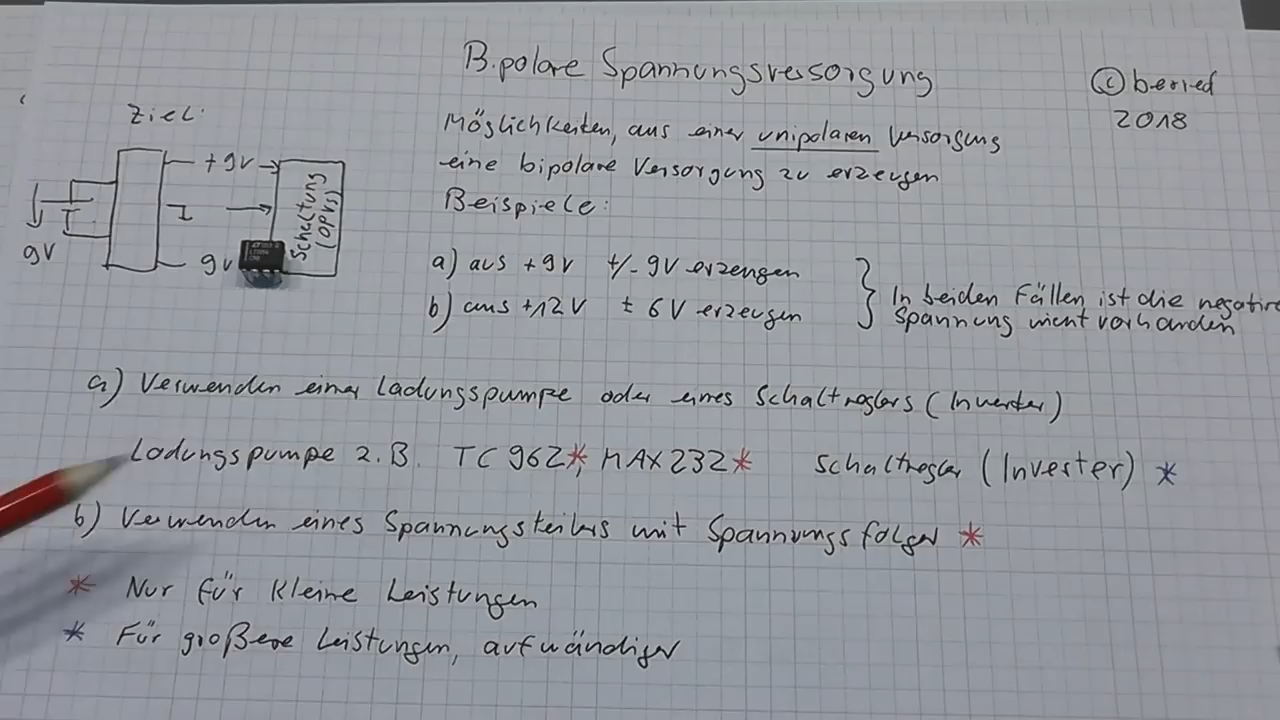 Bipolare Spannungsversorgung
© beried
2018
Ziel:
Möglichkeiten, aus einer unipolaren Versorgung
eine bipolare Versorgung zu erzeugen
Beispiele:
+9V
9V
9V
Schaltung
(OPVs)
a) aus +9V +/- 9V erzeugen
b) aus +12V ± 6V erzeugen
In beiden Fällen ist die negative
Spannung nicht vorhanden
a) Verwenden einer Ladungspumpe oder eines Schaltreglers (Inverter)
Ladungspumpe z.B. TC962*, MAX232* Schaltregler (Inverter) *
b) Verwenden eines Spannungsteilers mit Spannungsfolger *
* Nur für kleine Leistungen
* Für größere Leistungen, aufwändiger